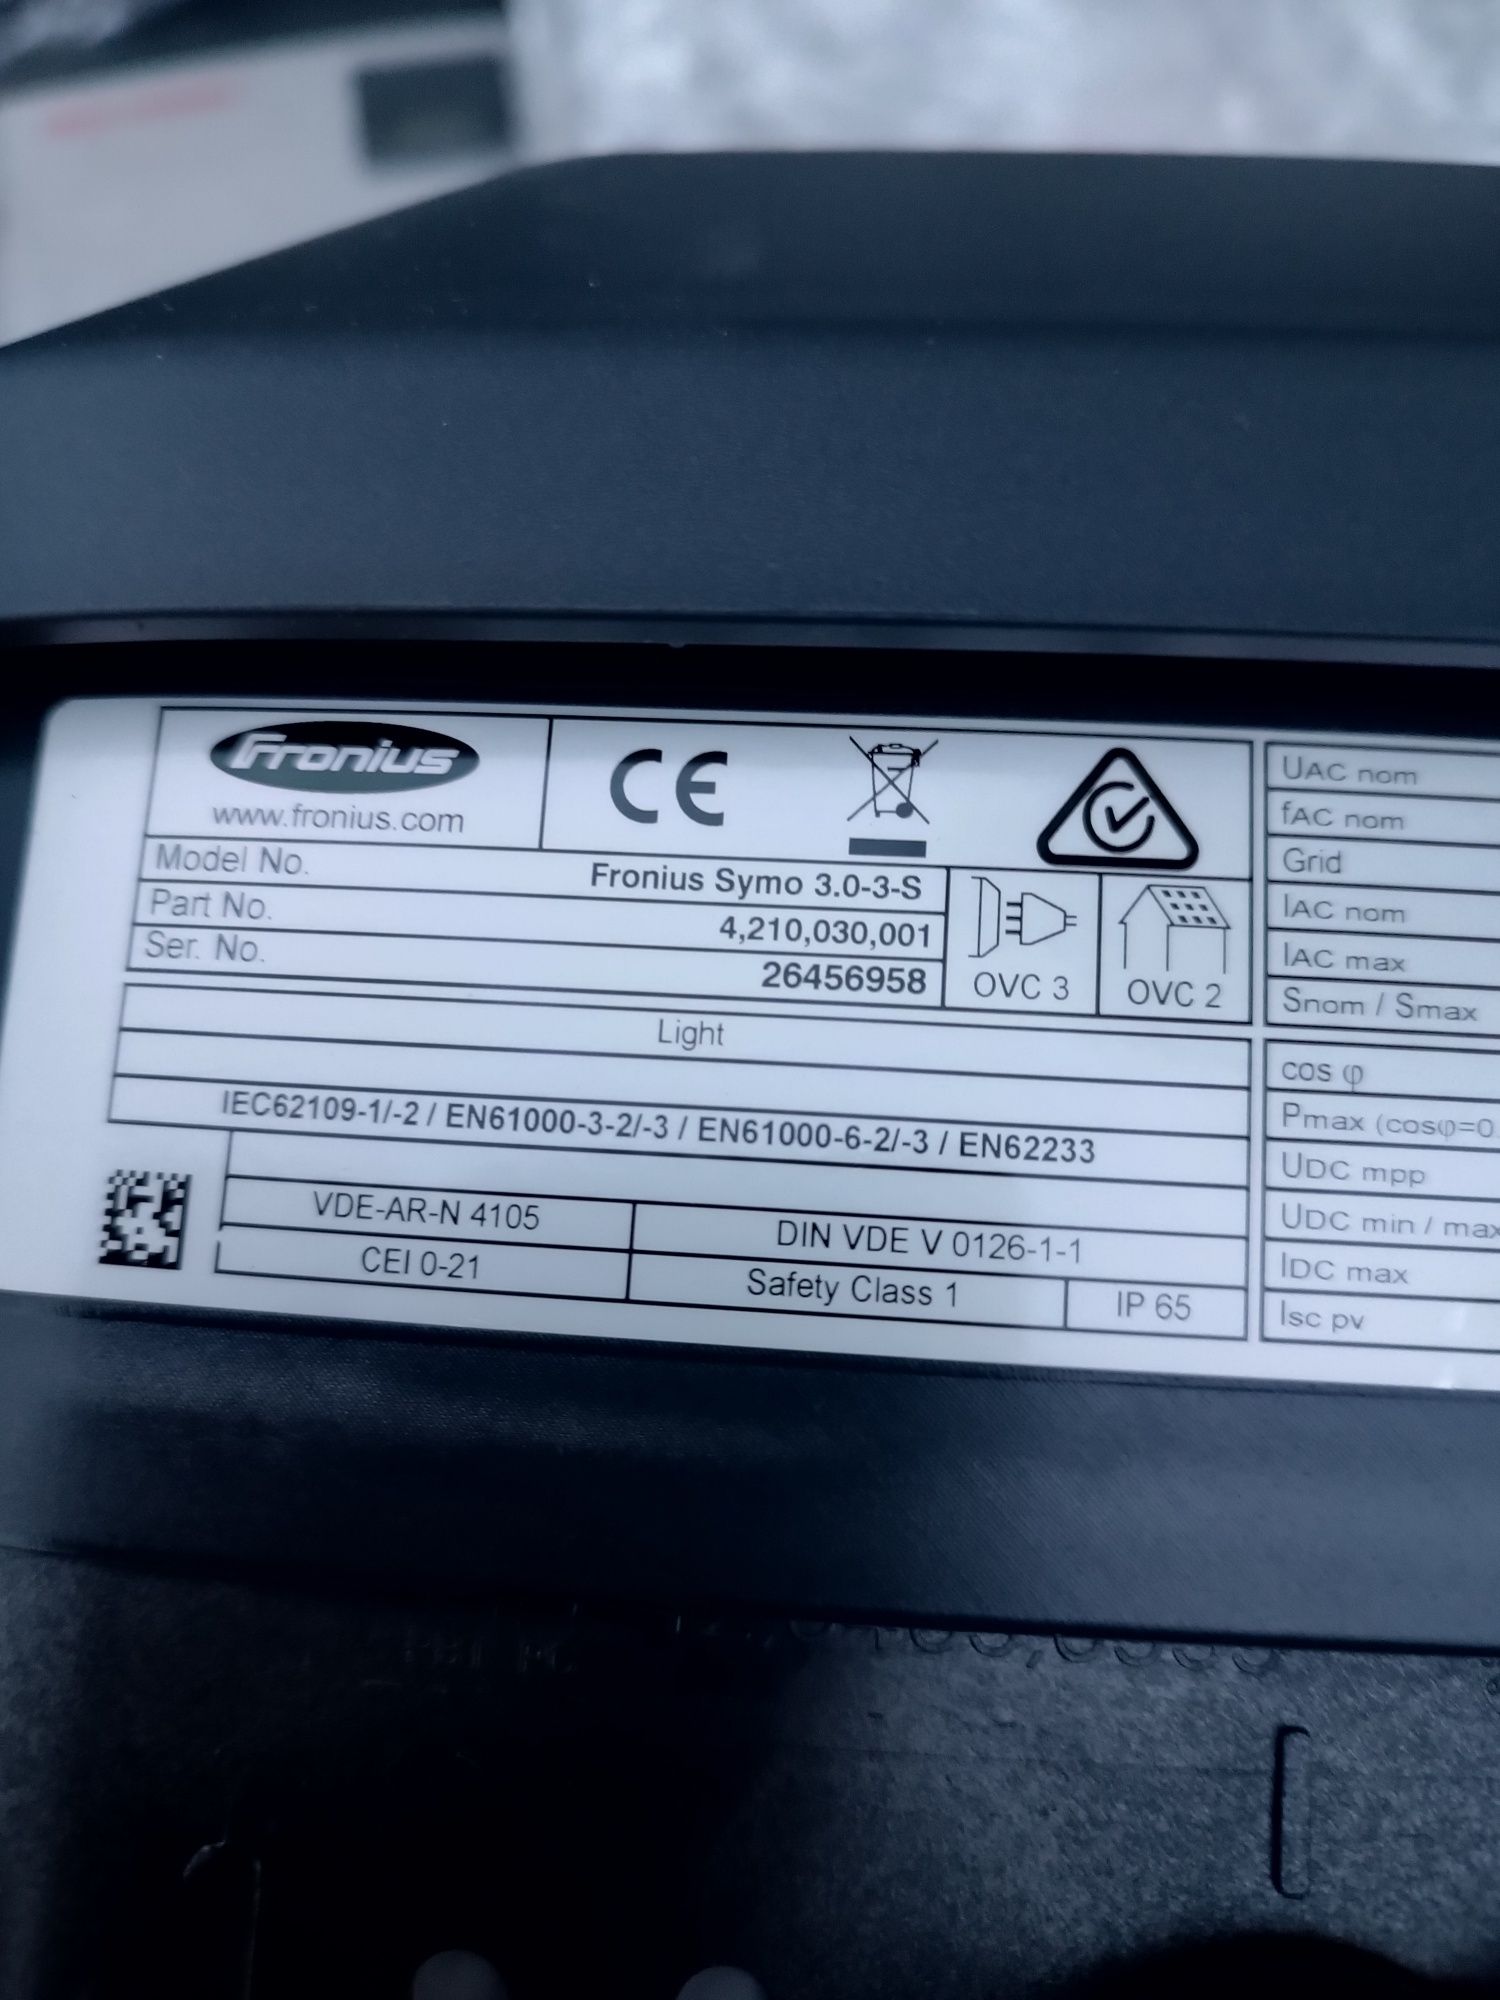 Fronius
www.fronius.com
CE
Model No. Fronius Symo 3.0-3-S
Part No. 4,210,030,001
Ser. No. 26456958
OVC 3
OVC 2
Light
IEC62109-1/-2 / EN61000-3-2/-3 / EN61000-6-2/-3 / EN62233
VDE-AR-N 4105
DIN VDE V 0126-1-1
CEI 0-21
Safety Class 1
IP 65
UAC nom
fAC nom
Grid
IAC nom
IAC max
Snom / Smax
cos φ
Pmax (cosφ=0
UDC mpp
UDC min / max
IDC max
Isc pv